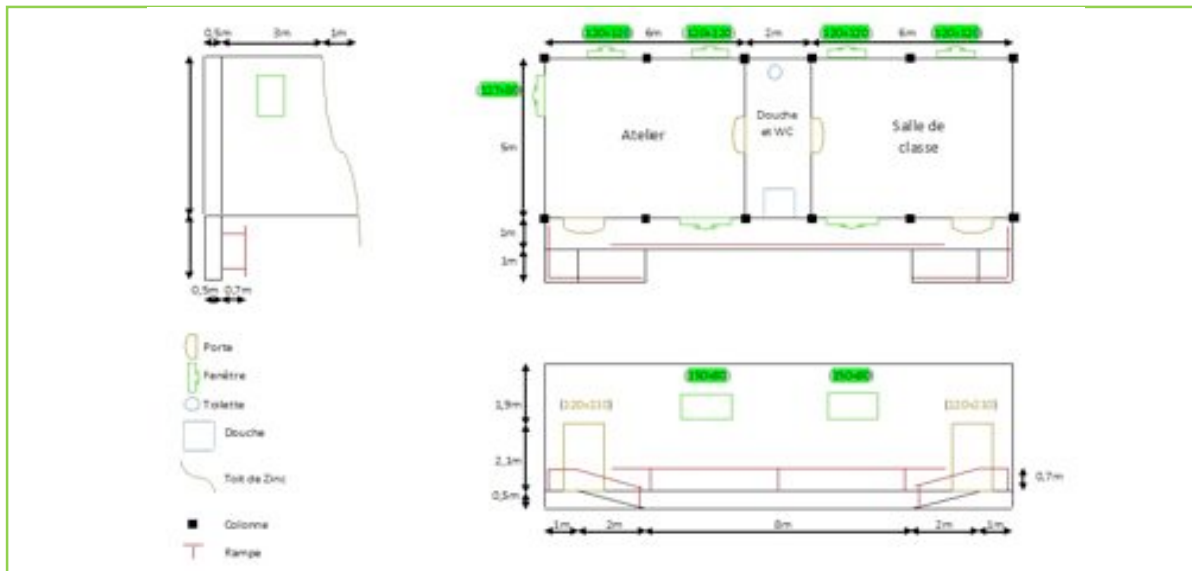 0,5m 3m 1m
0,5m 0,7m
Porte
Fenêtre
Toilette
Douche
Toit de Zinc
Colonne
Rampe
(120x120) 6m (120x120) 2m (120x120) 6m (120x120)
5m
Atelier
Douche
et WC
Salle de
classe
1m
1m
(150x80) (150x80)
1,9m
(120x210) (120x210)
2,1m
0,5m
0,7m
1m 2m 8m 2m 1m